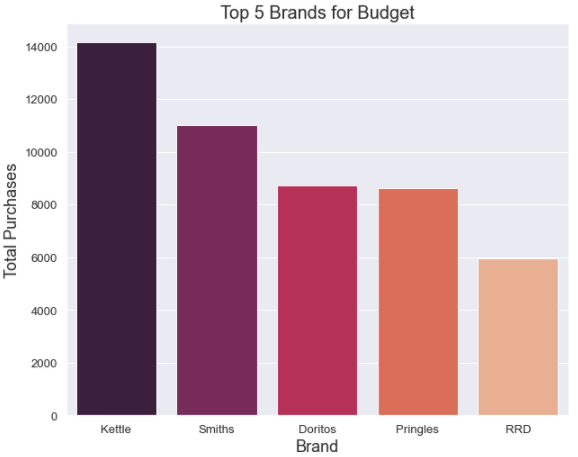 Top 5 Brands for Budget
Total Purchases
14000
12000
10000
8000
6000
4000
2000
0
Kettle Smiths Doritos Pringles RRD
Brand